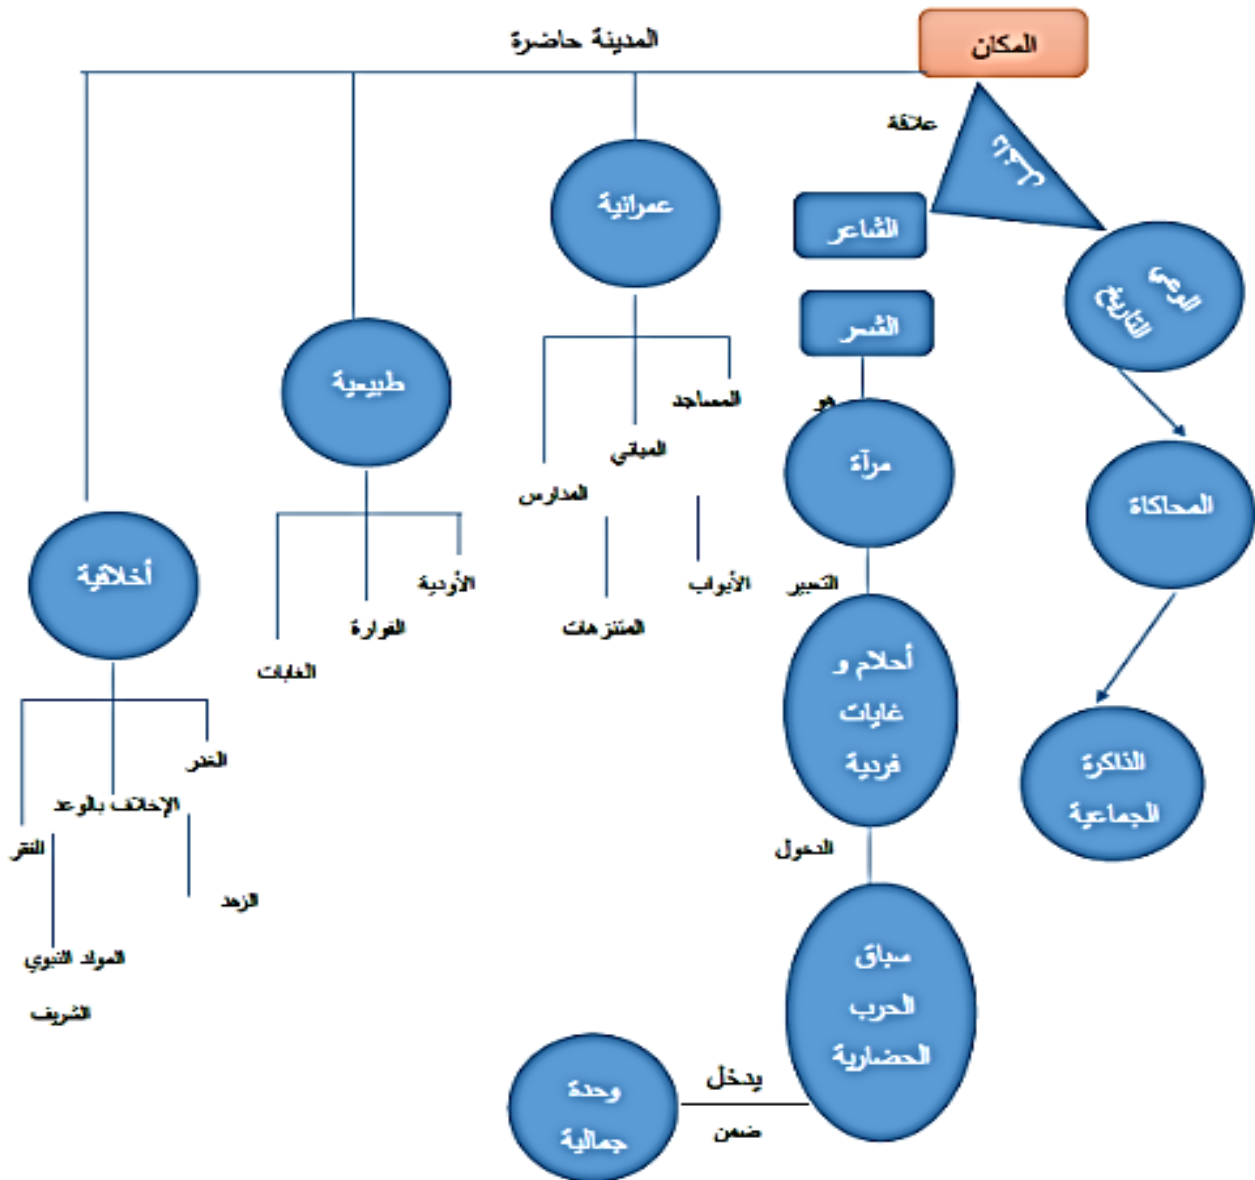 المكان
المدينة حاضرة
علاقة
داخل
الشاعر
الشعر
الوعي
التاريخ
هو
مرآة
المحاكاة
التعبير
أحلام و
غايات
فردية
الذاكرة
الجماعية
الدخول
سباق
الحرب
الحضارية
يدخل
ضمن
وحدة
جمالية
عمرانية
المساجد
المباني
المدارس
الأبواب
المتنزهات
طبيعية
الأودية
الفوارة
الغابات
أخلاقية
الغدر
الإخلاف بالوعد
الفقر
الزهد
المولد النبوي
الشريف